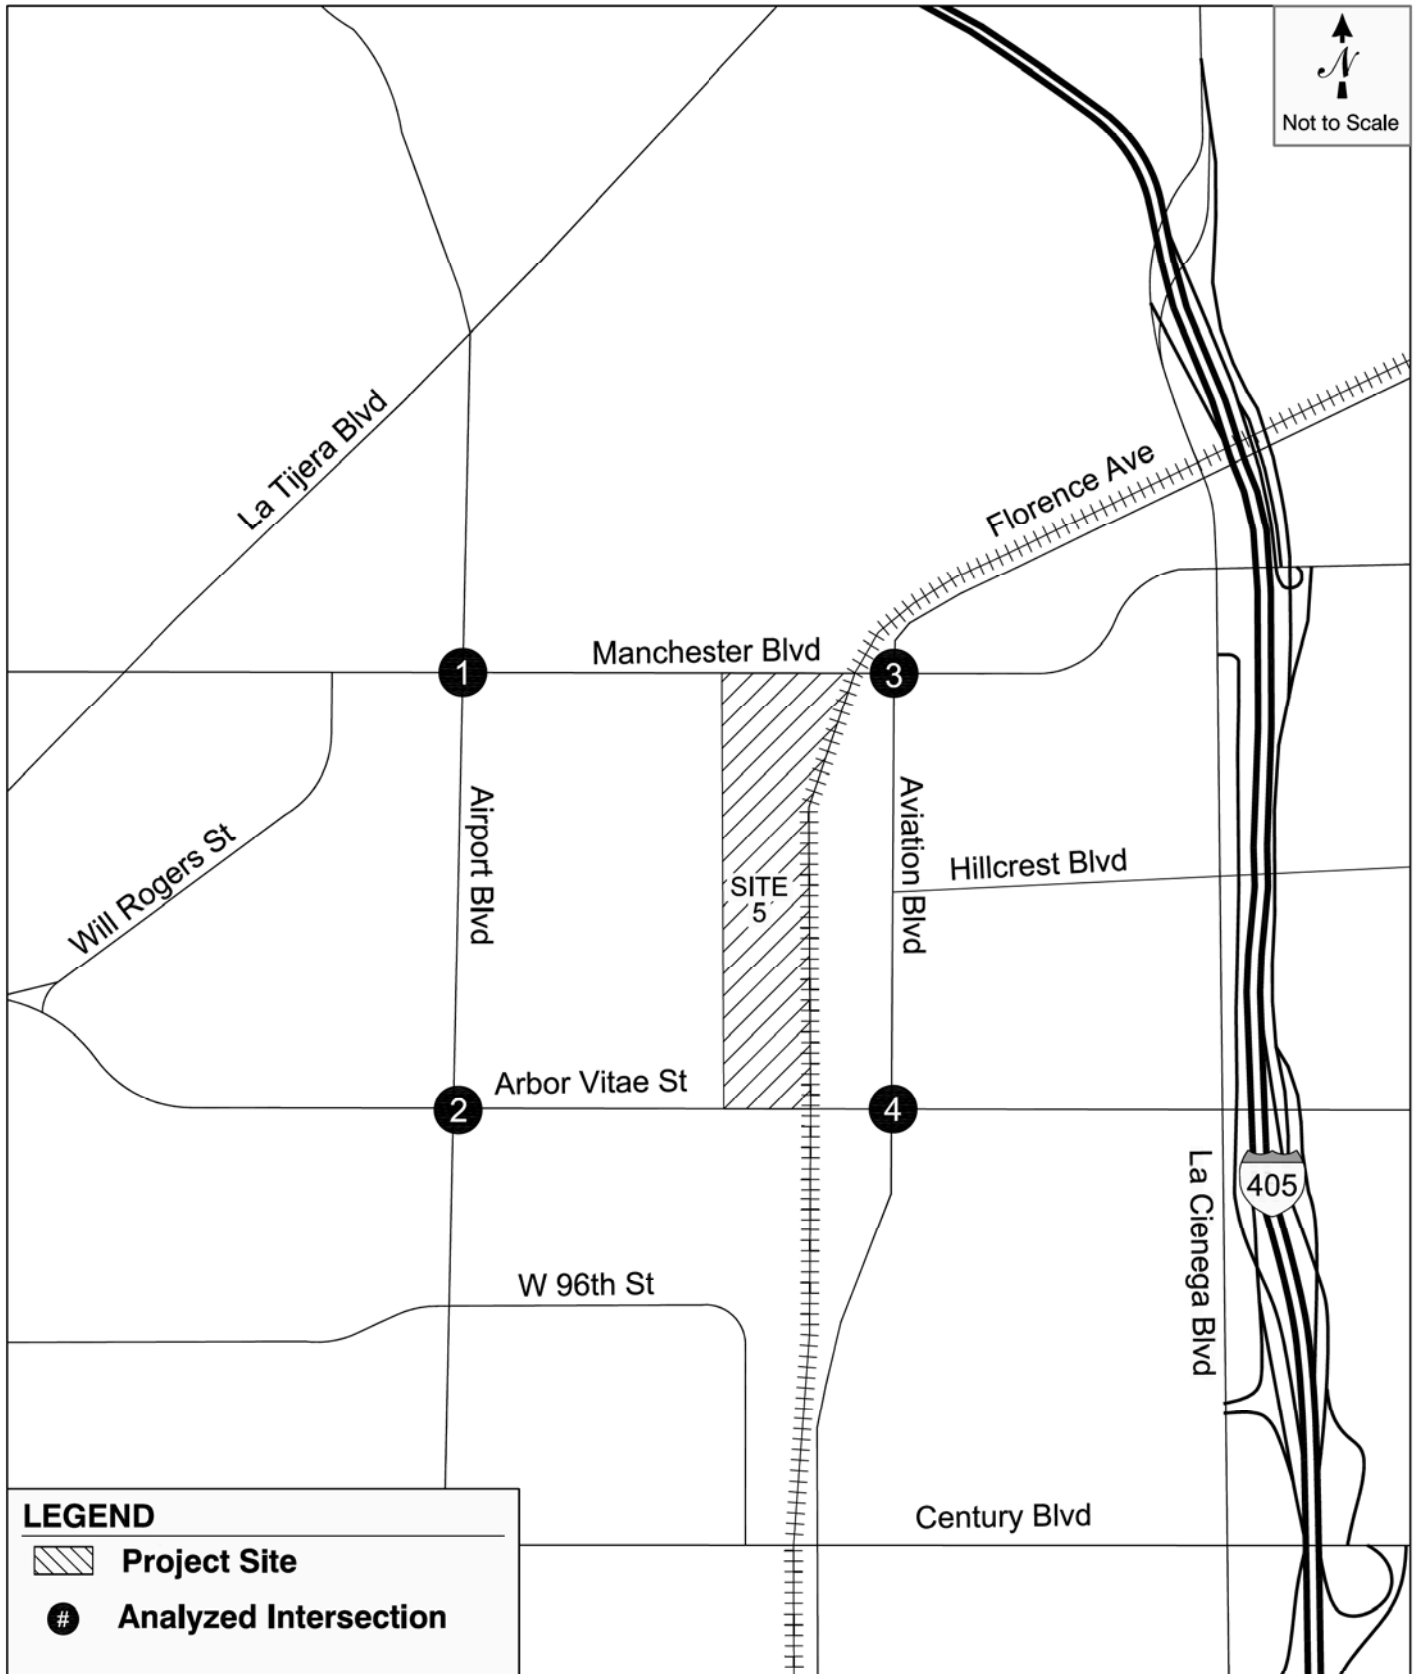 N
Not to Scale
La Tijera Blvd
Florence Ave
Manchester Blvd
1
3
Airport Blvd
Aviation Blvd
Will Rogers St
Hillcrest Blvd
SITE
5
Arbor Vitae St
2
4
La Cienega Blvd
405
W 96th St
Century Blvd
LEGEND
Project Site
# Analyzed Intersection